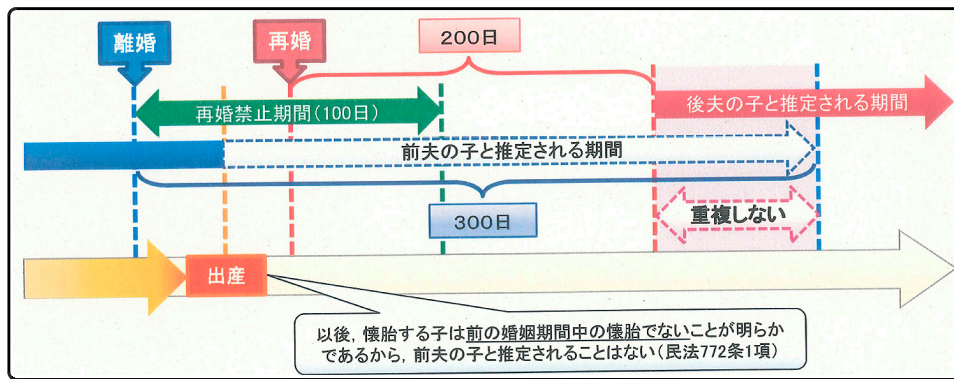 離婚
再婚
200日
再婚禁止期間(100日)
後夫の子と推定される期間
前夫の子と推定される期間
重複しない
300日
出産
以後，懐胎する子は前の婚姻期間中の懐胎でないことが明らか
であるから，前夫の子と推定されることはない(民法772条1項)